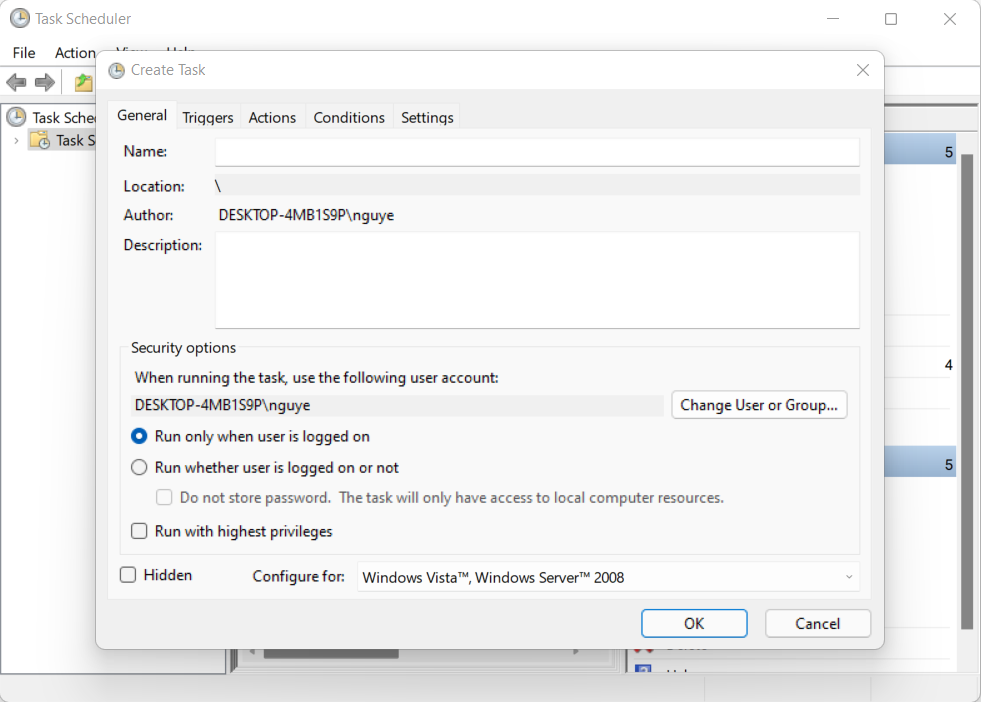 Task Scheduler
File Action
Create Task
Task Sche
Task S
General Triggers Actions Conditions Settings
Name:
Location: \
Author: DESKTOP-4MB1S9P\nguye
Description:
Security options
When running the task, use the following user account:
DESKTOP-4MB1S9P\nguye Change User or Group...
Run only when user is logged on
Run whether user is logged on or not
Do not store password. The task will only have access to local computer resources.
Run with highest privileges
Hidden Configure for: Windows Vista™, Windows Server™ 2008
OK Cancel
5
4
5